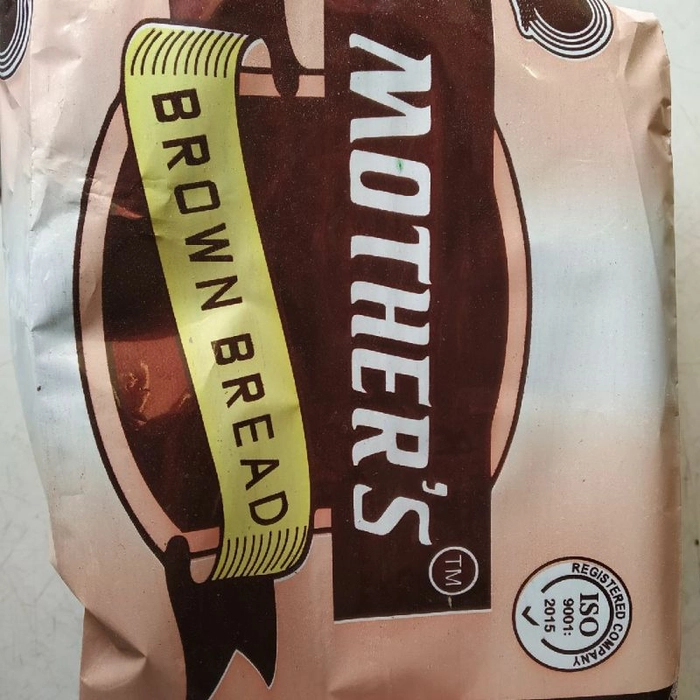 MOTHER'S
TM
BROWN BREAD
REGISTERED COMPANY
ISO
9001:
2015